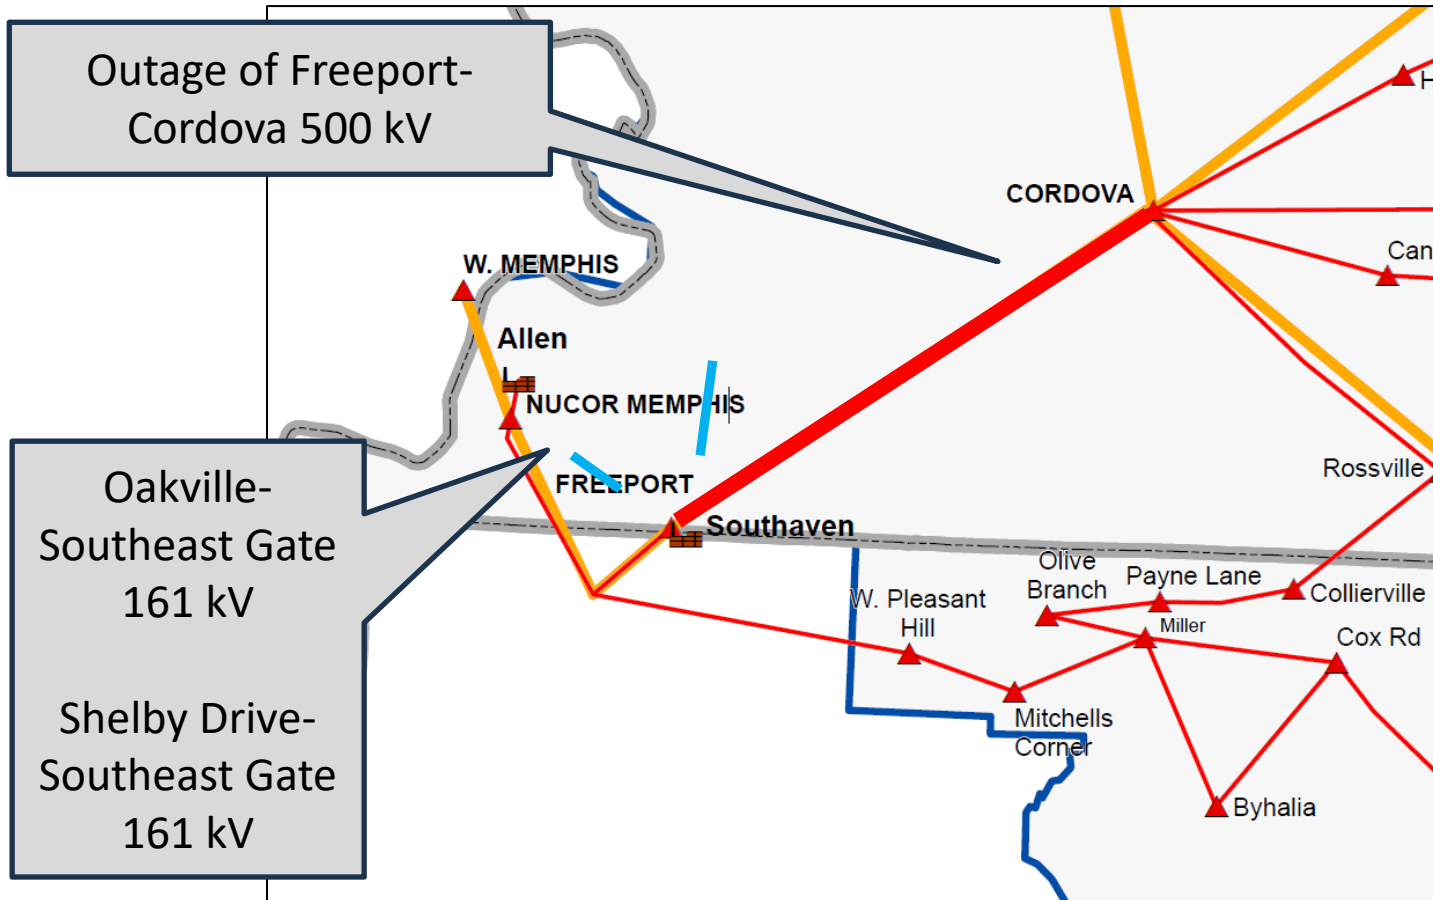 Outage of Freeport-
Cordova 500 kV
H
CORDOVA
Can
W. MEMPHIS
Allen
NUCOR MEMPHIS
Oakville-
Southeast Gate
161 kV
Shelby Drive-
Southeast Gate
161 kV
FREEPORT
Rossville
Southaven
Olive
Branch
Payne Lane
Collierville
W. Pleasant
Hill
Miller
Cox Rd
Mitchells
Corner
Byhalia